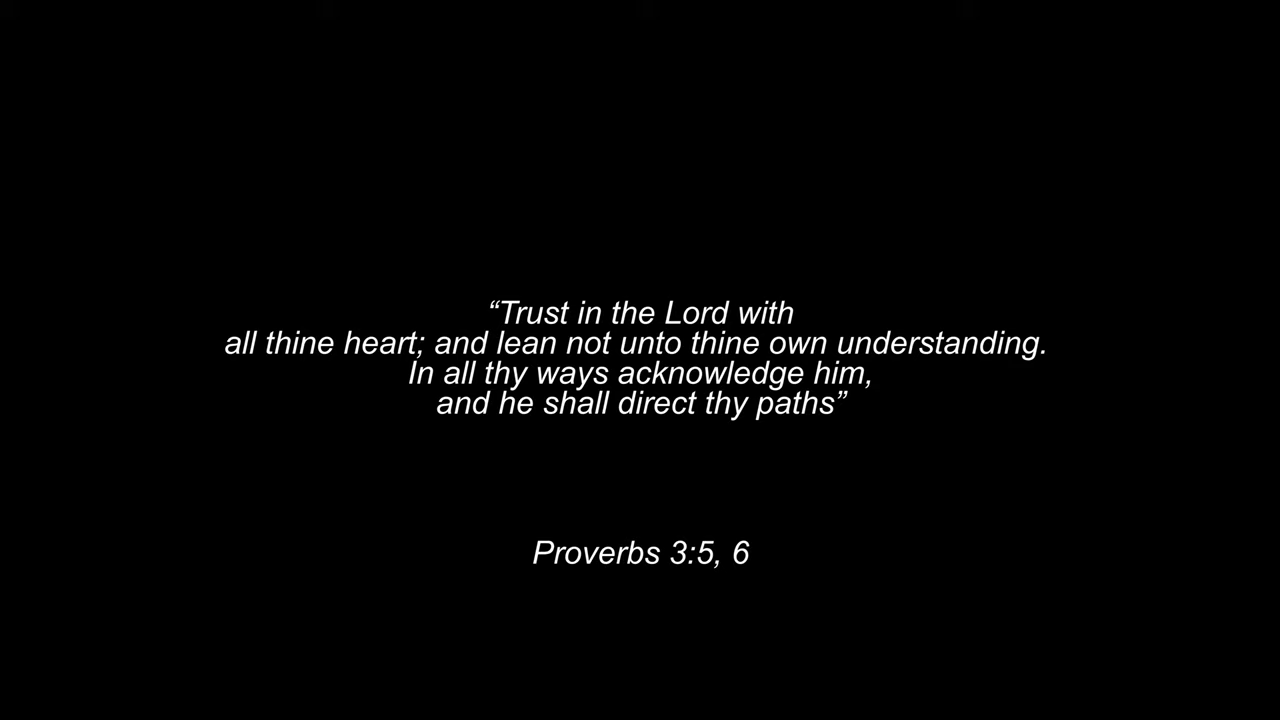 “Trust in the Lord with
all thine heart; and lean not unto thine own understanding.
In all thy ways acknowledge him,
and he shall direct thy paths”
Proverbs 3:5, 6